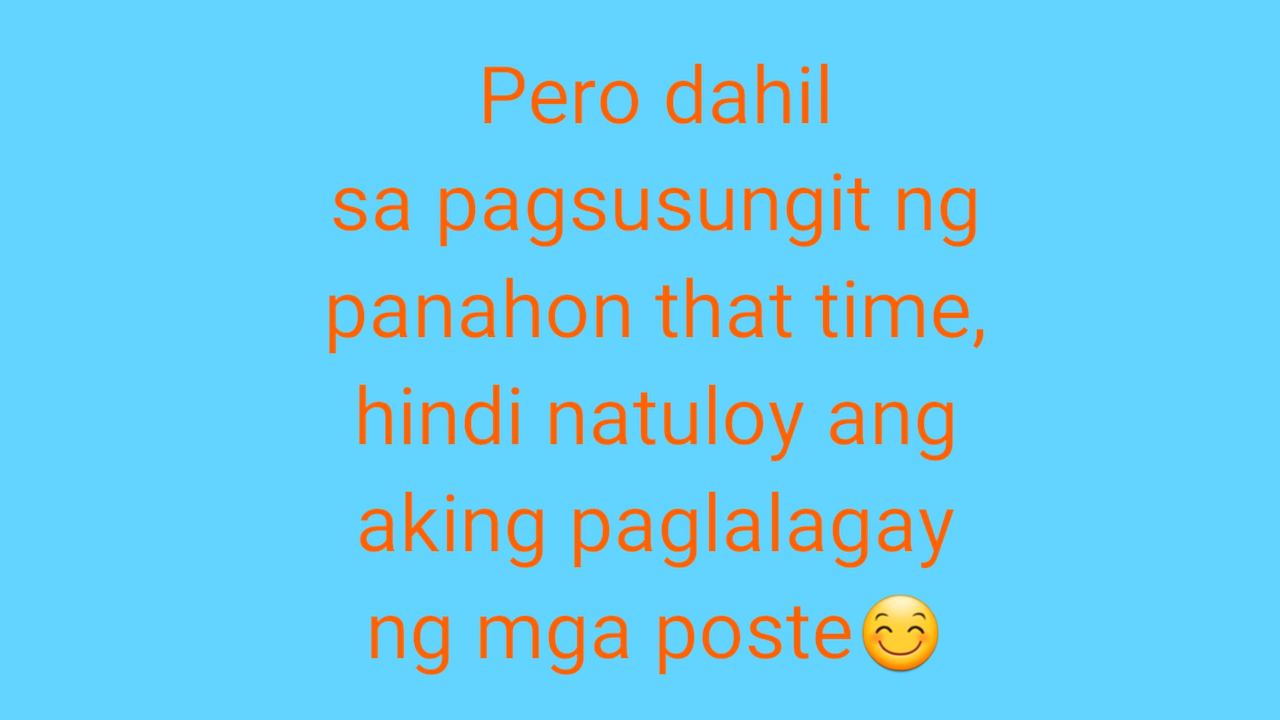 Pero dahil
sa pagsusungit ng
panahon that time,
hindi natuloy ang
aking paglalagay
ng mga poste😊